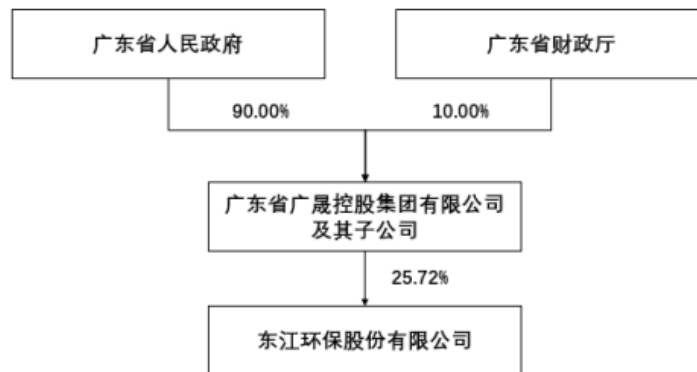 广东省人民政府
广东省财政厅
90.00%
10.00%
广东省广晟控股集团有限公司
及其子公司
25.72%
东江环保股份有限公司